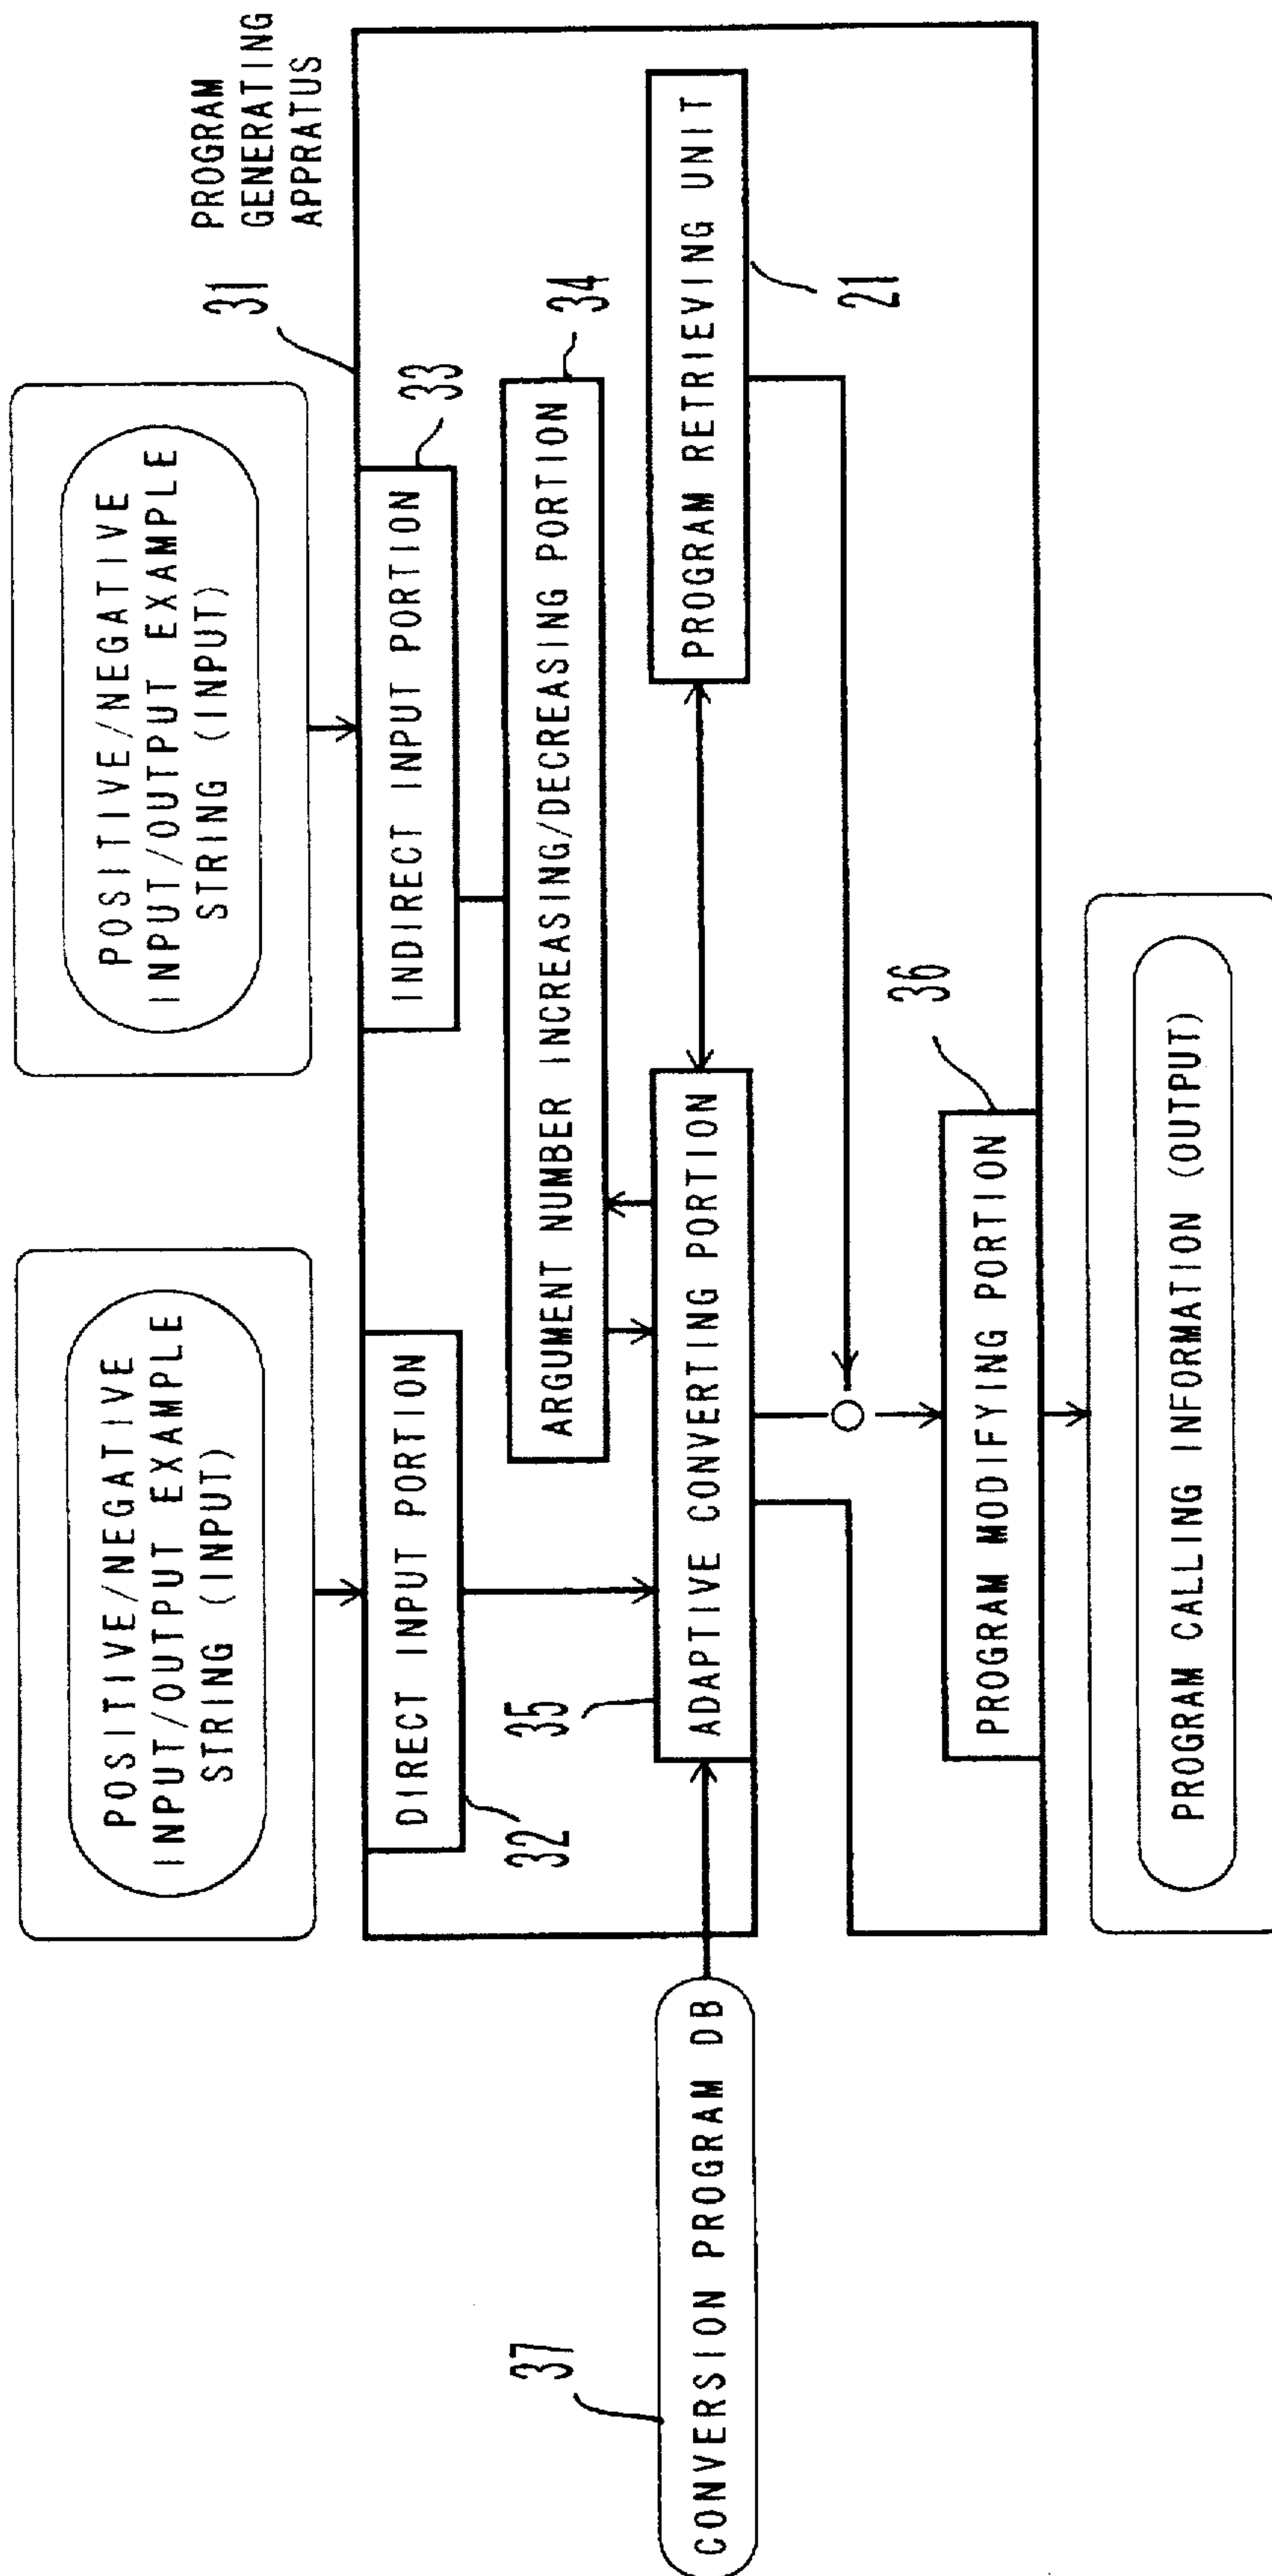 POSITIVE/NEGATIVE
INPUT/OUTPUT EXAMPLE
STRING (INPUT)
POSITIVE/NEGATIVE
INPUT/OUTPUT EXAMPLE
STRING (INPUT)
PROGRAM
GENERATING
APPRATUS
31
DIRECT INPUT PORTION
32
INDIRECT INPUT PORTION
33
ARGUMENT NUMBER INCREASING/DECREASING PORTION
34
37
CONVERSION PROGRAM DB
35
ADAPTIVE CONVERTING PORTION
PROGRAM RETRIEVING UNIT
21
36
PROGRAM MODIFYING PORTION
PROGRAM CALLING INFORMATION (OUTPUT)